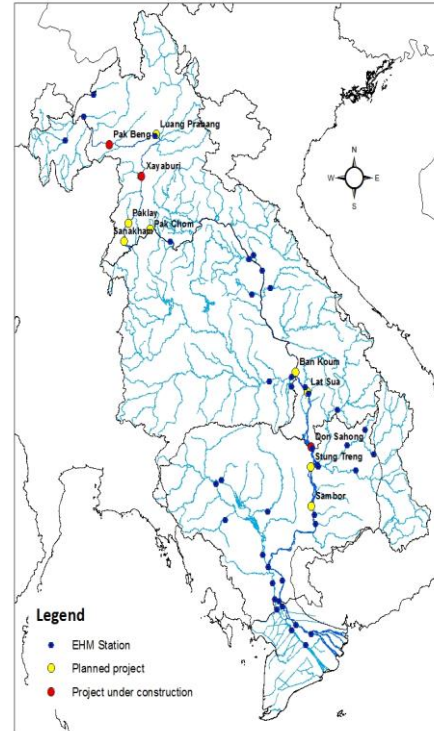 Luang Prabang
Pak Beng
Xayaburi
Paklay
Pak Chom
Sanakham
N
W E
S
Ban Koum
Lat Sua
Don Sahong
Stung Treng
Sambor
Legend
EHM Station
Planned project
Project under construction